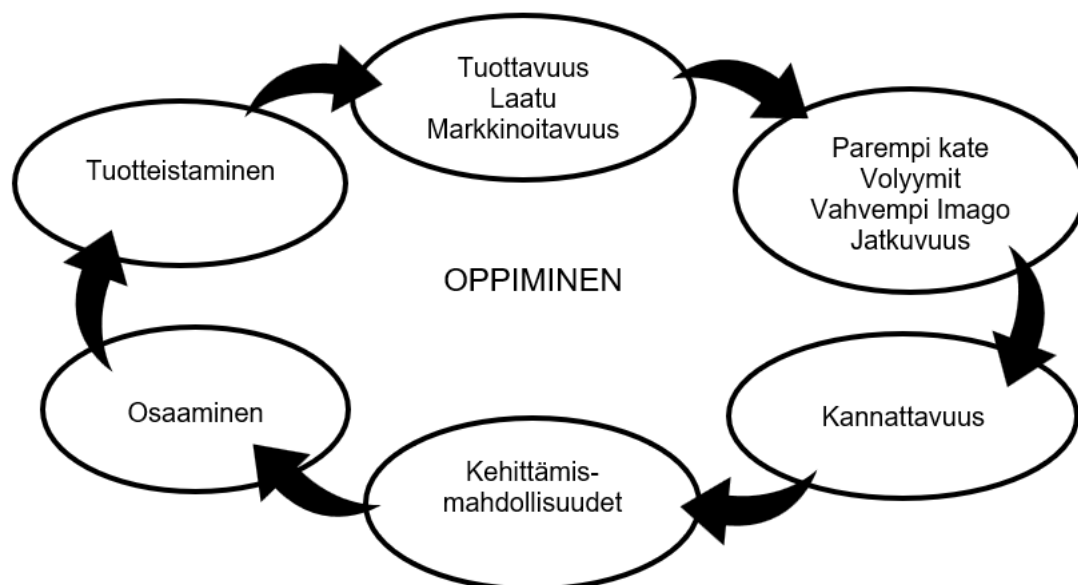 Tuottavuus
Laatu
Markkinoitavuus
Parempi kate
Volyymit
Vahvempi Imago
Jatkuvuus
Tuotteistaminen
OPPIMINEN
Osaaminen
Kannattavuus
Kehittämis-
mahdollisuudet